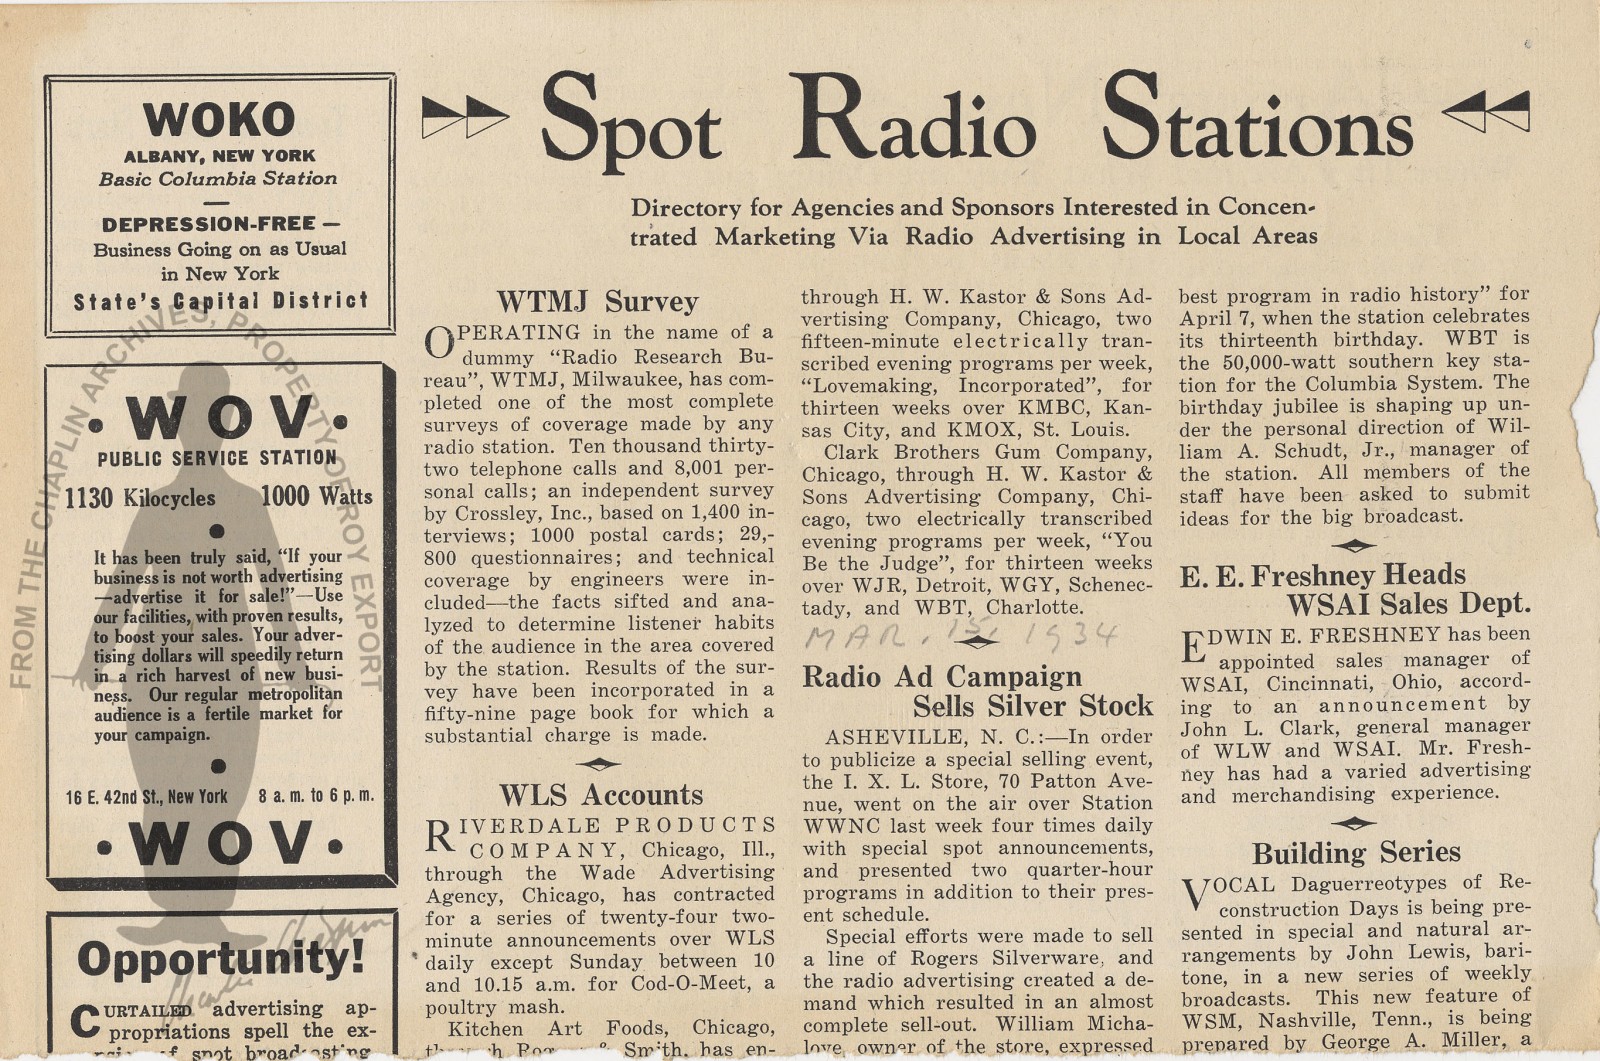 WOKO
ALBANY, NEW YORK
Basic Columbia Station
DEPRESSION-FREE —
Business Going on as Usual
in New York
State's Capital District
• WOV •
PUBLIC SERVICE STATION
1130 Kilocycles 1000 Watts
It has been truly said, "If your
business is not worth advertising
—advertise it for sale!"—Use
our facilities, with proven results,
to boost your sales. Your adver-
tising dollars will speedily return
in a rich harvest of new busi-
ness. Our regular metropolitan
audience is a fertile market for
your campaign.
16 E. 42nd St., New York 8 a. m. to 6 p. m.
• WOV •
Opportunity!
CURTAILED advertising ap-
propriations spell the ex-
of spot broadcasting
FROM THE CHAPLIN ARCHIVES, PROPERTY OF ROY EXPORT
Spot Radio Stations
Directory for Agencies and Sponsors Interested in Concen-
trated Marketing Via Radio Advertising in Local Areas
WTMJ Survey
OPERATING in the name of a
dummy "Radio Research Bu-
reau", WTMJ, Milwaukee, has com-
pleted one of the most complete
surveys of coverage made by any
radio station. Ten thousand thirty-
two telephone calls and 8,001 per-
sonal calls; an independent survey
by Crossley, Inc., based on 1,400 in-
terviews; 1000 postal cards; 29,-
800 questionnaires; and technical
coverage by engineers were in-
cluded—the facts sifted and ana-
lyzed to determine listener habits
of the audience in the area covered
by the station. Results of the sur-
vey have been incorporated in a
fifty-nine page book for which a
substantial charge is made.
WLS Accounts
RIVERDALE PRODUCTS
COMPANY, Chicago, Ill.,
through the Wade Advertising
Agency, Chicago, has contracted
for a series of twenty-four two-
minute announcements over WLS
daily except Sunday between 10
and 10.15 a.m. for Cod-O-Meet, a
poultry mash.
Kitchen Art Foods, Chicago,
& Smith, has en-
through H. W. Kastor & Sons Ad-
vertising Company, Chicago, two
fifteen-minute electrically tran-
scribed evening programs per week,
"Lovemaking, Incorporated", for
thirteen weeks over KMBC, Kan-
sas City, and KMOX, St. Louis.
Clark Brothers Gum Company,
Chicago, through H. W. Kastor &
Sons Advertising Company, Chi-
cago, two electrically transcribed
evening programs per week, "You
Be the Judge", for thirteen weeks
over WJR, Detroit, WGY, Schenec-
tady, and WBT, Charlotte.
MAR. 15, 1934
Radio Ad Campaign
Sells Silver Stock
ASHEVILLE, N. C.:—In order
to publicize a special selling event,
the I. X. L. Store, 70 Patton Ave-
nue, went on the air over Station
WWNC last week four times daily
with special spot announcements,
and presented two quarter-hour
programs in addition to their pres-
ent schedule.
Special efforts were made to sell
a line of Rogers Silverware, and
the radio advertising created a de-
mand which resulted in an almost
complete sell-out. William Micha-
love, owner of the store, expressed
best program in radio history" for
April 7, when the station celebrates
its thirteenth birthday. WBT is
the 50,000-watt southern key sta-
tion for the Columbia System. The
birthday jubilee is shaping up un-
der the personal direction of Wil-
liam A. Schudt, Jr., manager of
the station. All members of the
staff have been asked to submit
ideas for the big broadcast.
E. E. Freshney Heads
WSAI Sales Dept.
EDWIN E. FRESHNEY has been
appointed sales manager of
WSAI, Cincinnati, Ohio, accord-
ing to an announcement by
John L. Clark, general manager
of WLW and WSAI. Mr. Fresh-
ney has had a varied advertising
and merchandising experience.
Building Series
VOCAL Daguerreotypes of Re-
construction Days is being pre-
sented in special and natural ar-
rangements by John Lewis, bari-
tone, in a new series of weekly
broadcasts. This new feature of
WSM, Nashville, Tenn., is being
prepared by George A. Miller, a